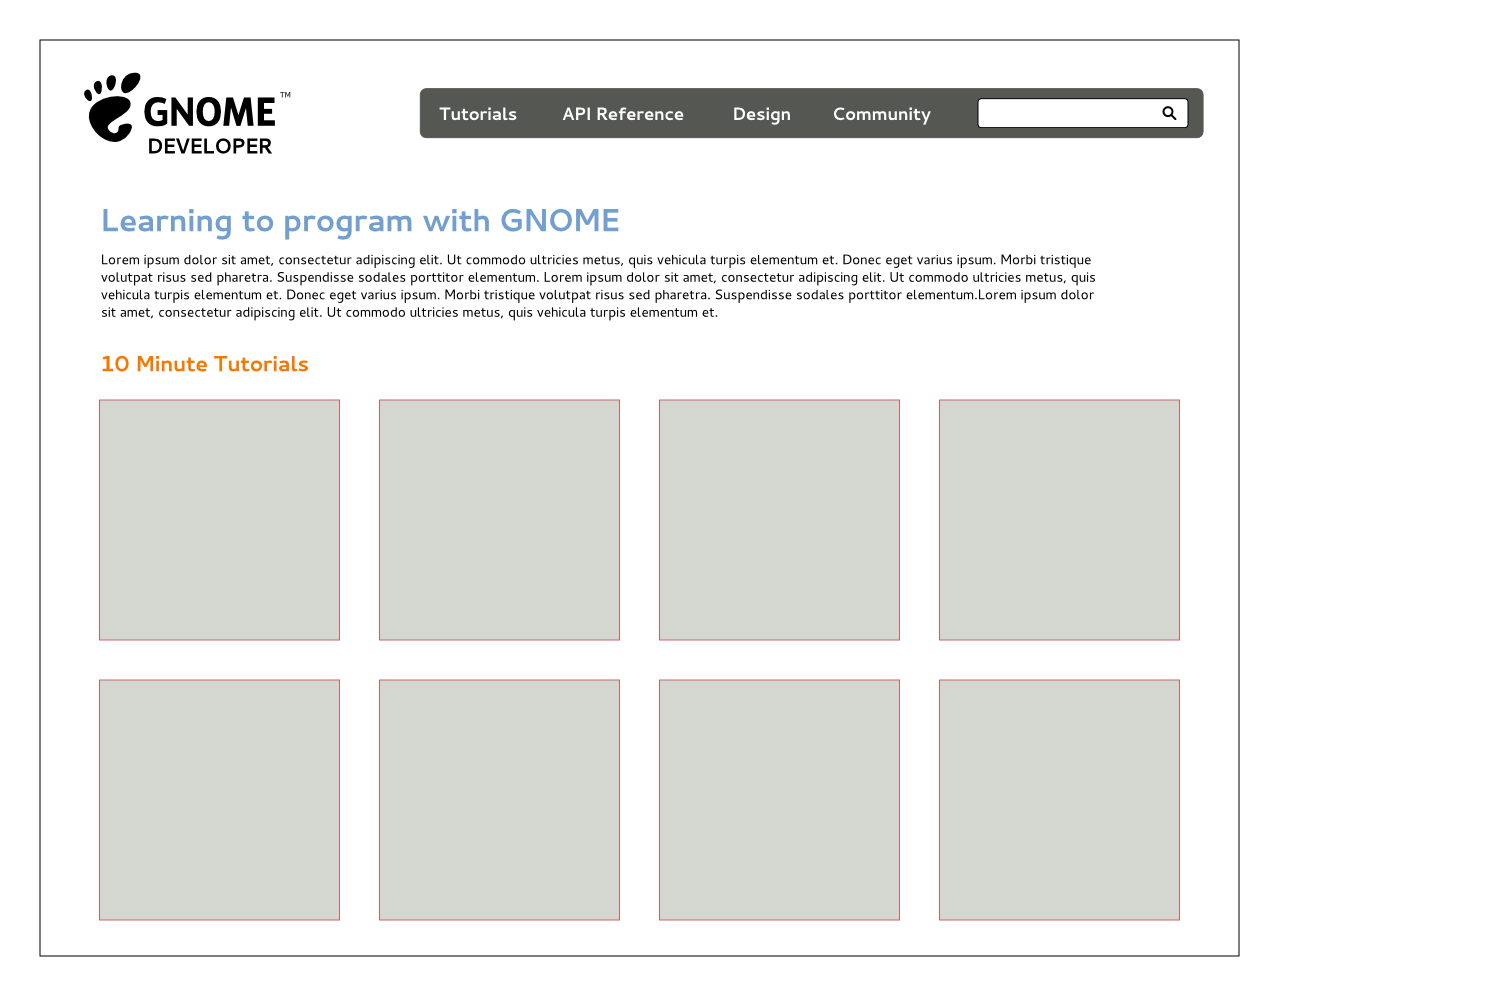 GNOME™
DEVELOPER
Tutorials API Reference Design Community
Learning to program with GNOME
Lorem ipsum dolor sit amet, consectetur adipiscing elit. Ut commodo ultricies metus, quis vehicula turpis elementum et. Donec eget varius ipsum. Morbi tristique
volutpat risus sed pharetra. Suspendisse sodales porttitor elementum. Lorem ipsum dolor sit amet, consectetur adipiscing elit. Ut commodo ultricies metus, quis
vehicula turpis elementum et. Donec eget varius ipsum. Morbi tristique volutpat risus sed pharetra. Suspendisse sodales porttitor elementum.Lorem ipsum dolor
sit amet, consectetur adipiscing elit. Ut commodo ultricies metus, quis vehicula turpis elementum et.
10 Minute Tutorials